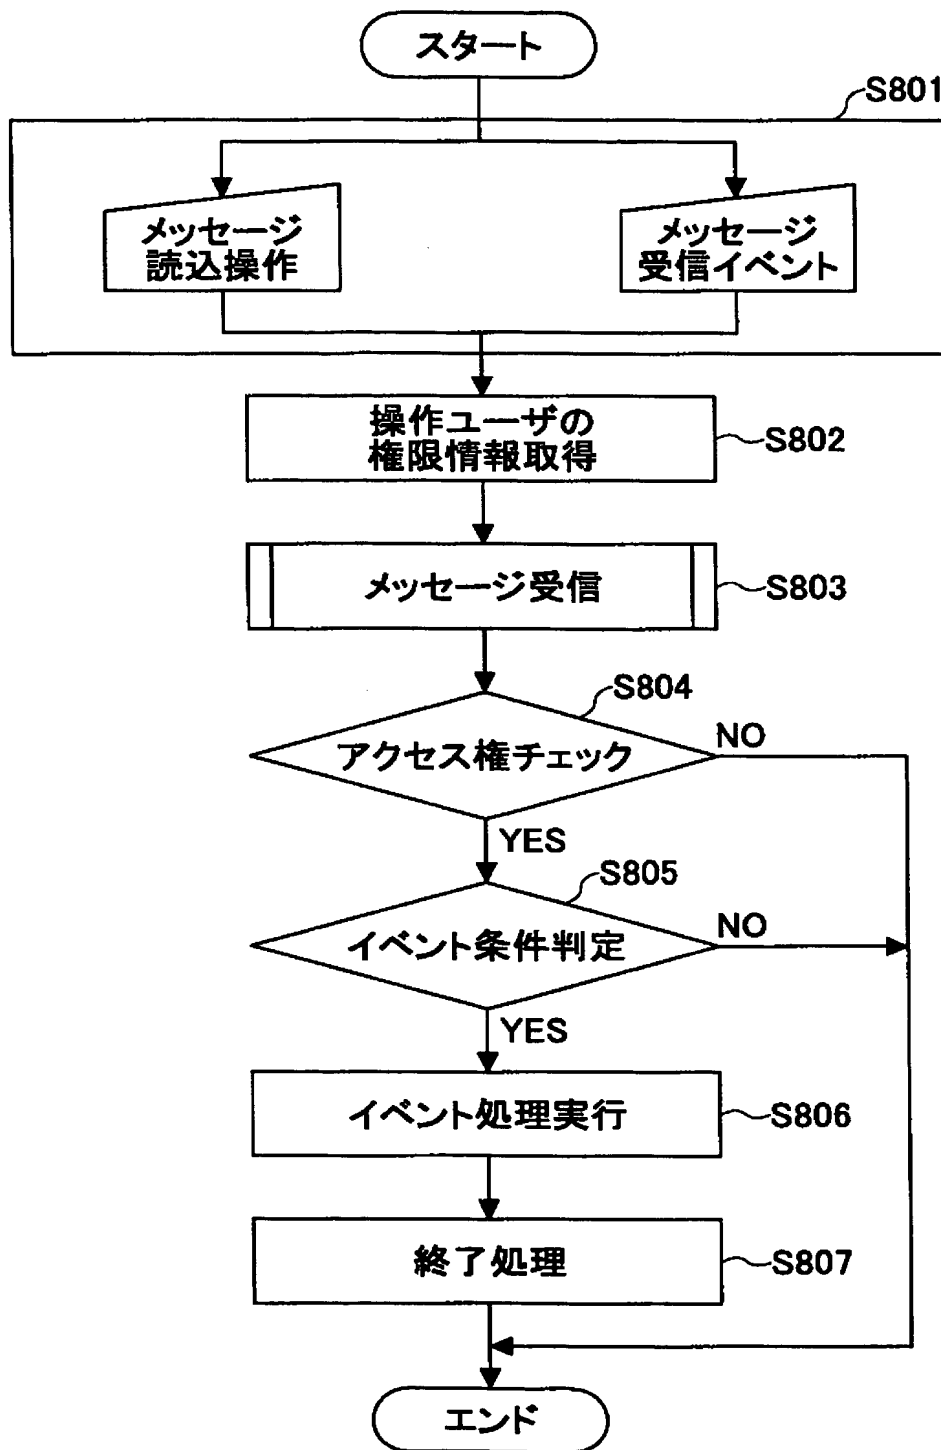 スタート
S801
メッセージ
読込操作
メッセージ
受信イベント
操作ユーザの
権限情報取得
S802
メッセージ受信
S803
S804
アクセス権チェック
NO
YES
S805
イベント条件判定
NO
YES
イベント処理実行
S806
終了処理
S807
エンド